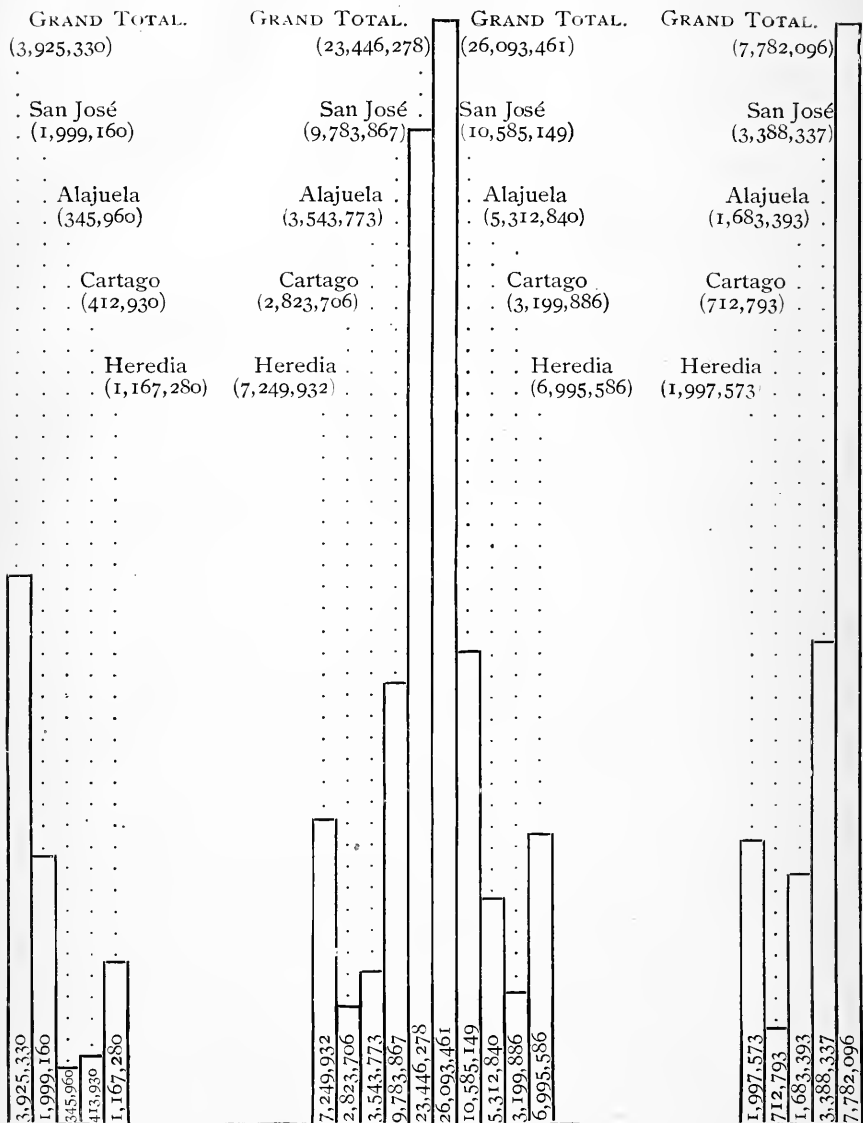 GRAND TOTAL. GRAND TOTAL. GRAND TOTAL. GRAND TOTAL.
(3,925,330) (23,446,278) (26,093,461) (7,782,096)
San José San José San José San José
(1,999,160) (9,783,867) (10,585,149) (3,388,337)
Alajuela Alajuela Alajuela Alajuela
(345,960) (3,543,773) (5,312,840) (1,683,393)
Cartago Cartago Cartago Cartago
(412,930) (2,823,706) (3,199,886) (712,793)
Heredia Heredia Heredia Heredia
(1,167,280) (7,249,932) (6,995,586) (1,997,573)
3,925,330
1,999,160
345,960
413,930
1,167,280
7,249,932
2,823,706
3,543,773
9,783,867
23,446,278
26,093,461
10,585,149
5,312,840
3,199,886
6,995,586
1,997,573
712,793
1,683,393
3,388,337
7,782,096